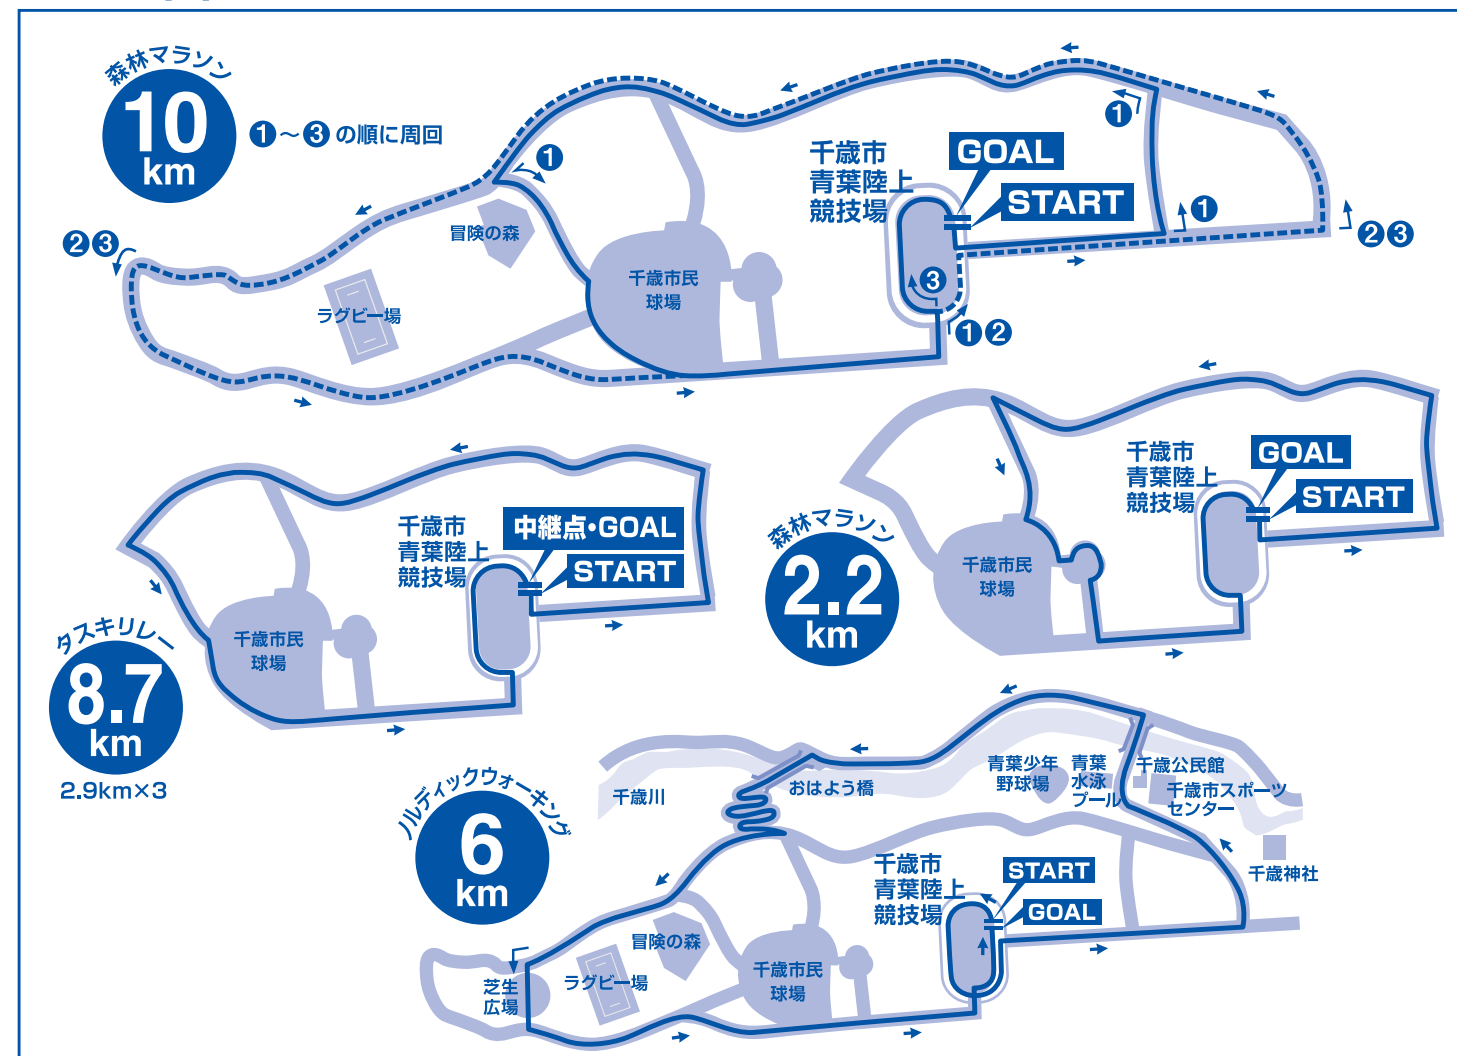 森林マラソン
10
km
❶～❸の順に周回
❶
❶
❶
❷❸
❷❸
❸
❶❷
千歳市
青葉陸上
競技場
GOAL
START
冒険の森
千歳市民
球場
ラグビー場
タスキリレー
8.7
km
2.9km×3
千歳市
青葉陸上
競技場
中継点・GOAL
START
千歳市民
球場
森林マラソン
2.2
km
千歳市
青葉陸上
競技場
GOAL
START
千歳市民
球場
ノルディックウォーキング
6
km
千歳川
おはよう橋
青葉少年
野球場
青葉
水泳
プール
千歳公民館
千歳市スポーツ
センター
千歳神社
千歳市
青葉陸上
競技場
START
GOAL
冒険の森
ラグビー場
千歳市民
球場
芝生
広場